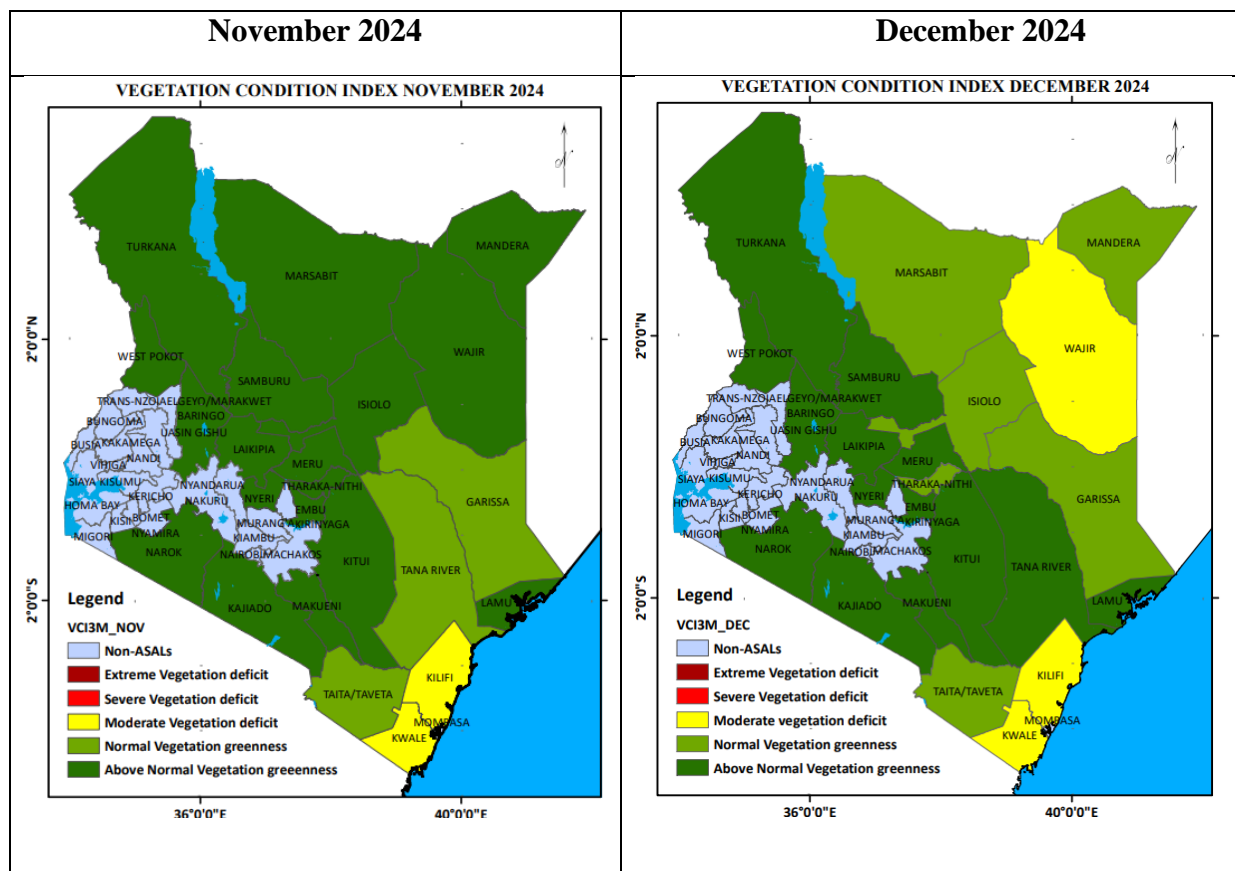 November 2024
December 2024
VEGETATION CONDITION INDEX NOVEMBER 2024
TURKANA
MANDERA
MARSABIT
2°0'0"N
WAJIR
WEST POKOT
SAMBURU
TRANS-NZOIA
ELGEYO/MARAKWET
ISIOLO
BARINGO
BUNGOMA
UASIN GISHU
BUSIA
KAKAMEGA
LAIKIPIA
NANDI
VIHIGA
MERU
SIAYA
KISUMU
NYANDARUA
THARAKA-NITHI
KERICHO
NAKURU
NYERI
GARISSA
HOMA BAY
EMBU
KISII
BOMET
MURANG'A
KIRINYAGA
MIGORI
NYAMIRA
KIAMBU
NAROK
NAIROBI
MACHAKOS
KITUI
TANA RIVER
2°0'0"S
KAJIADO
MAKUENI
LAMU
TAITA/TAVETA
KILIFI
MOMBASA
KWALE
Legend
VCI3M_NOV
Non-ASALs
Extreme Vegetation deficit
Severe Vegetation deficit
Moderate Vegetation deficit
Normal Vegetation greenness
Above Normal Vegetation greeenness
36°0'0"E
40°0'0"E
VEGETATION CONDITION INDEX DECEMBER 2024
TURKANA
MANDERA
MARSABIT
2°0'0"N
WAJIR
WEST POKOT
SAMBURU
TRANS-NZOIA
ELGEYO/MARAKWET
ISIOLO
BARINGO
BUNGOMA
UASIN GISHU
BUSIA
KAKAMEGA
LAIKIPIA
NANDI
VIHIGA
MERU
SIAYA
KISUMU
NYANDARUA
THARAKA-NITHI
KERICHO
NAKURU
NYERI
GARISSA
HOMA BAY
EMBU
KISII
BOMET
MURANG'A
KIRINYAGA
MIGORI
NYAMIRA
KIAMBU
NAROK
NAIROBI
MACHAKOS
KITUI
TANA RIVER
2°0'0"S
KAJIADO
MAKUENI
LAMU
TAITA/TAVETA
KILIFI
MOMBASA
KWALE
Legend
VCI3M_DEC
Non-ASALs
Extreme Vegetation deficit
Severe Vegetation deficit
Moderate vegetation deficit
Normal Vegetation greenness
Above Normal Vegetation greenness
36°0'0"E
40°0'0"E